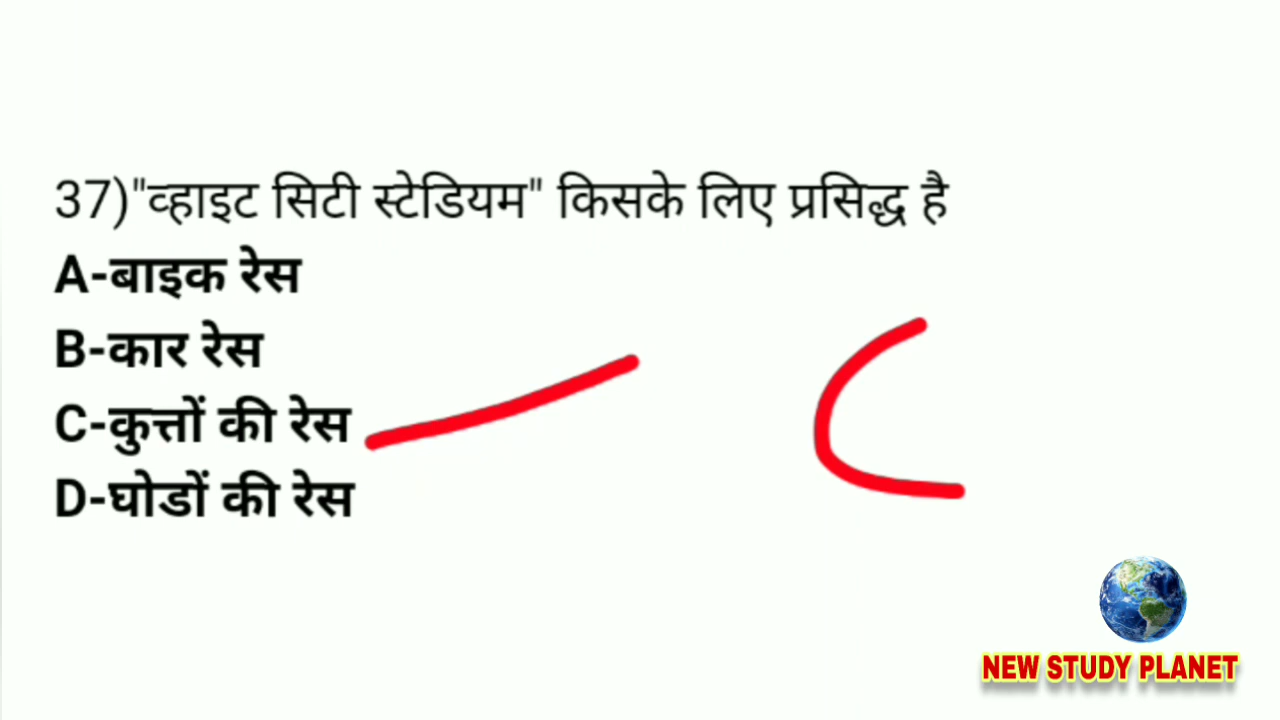 37)"व्हाइट सिटी स्टेडियम" किसके लिए प्रसिद्ध है
A-बाइक रेस
B-कार रेस
C-कुत्तों की रेस
D-घोडों की रेस
C
NEW STUDY PLANET